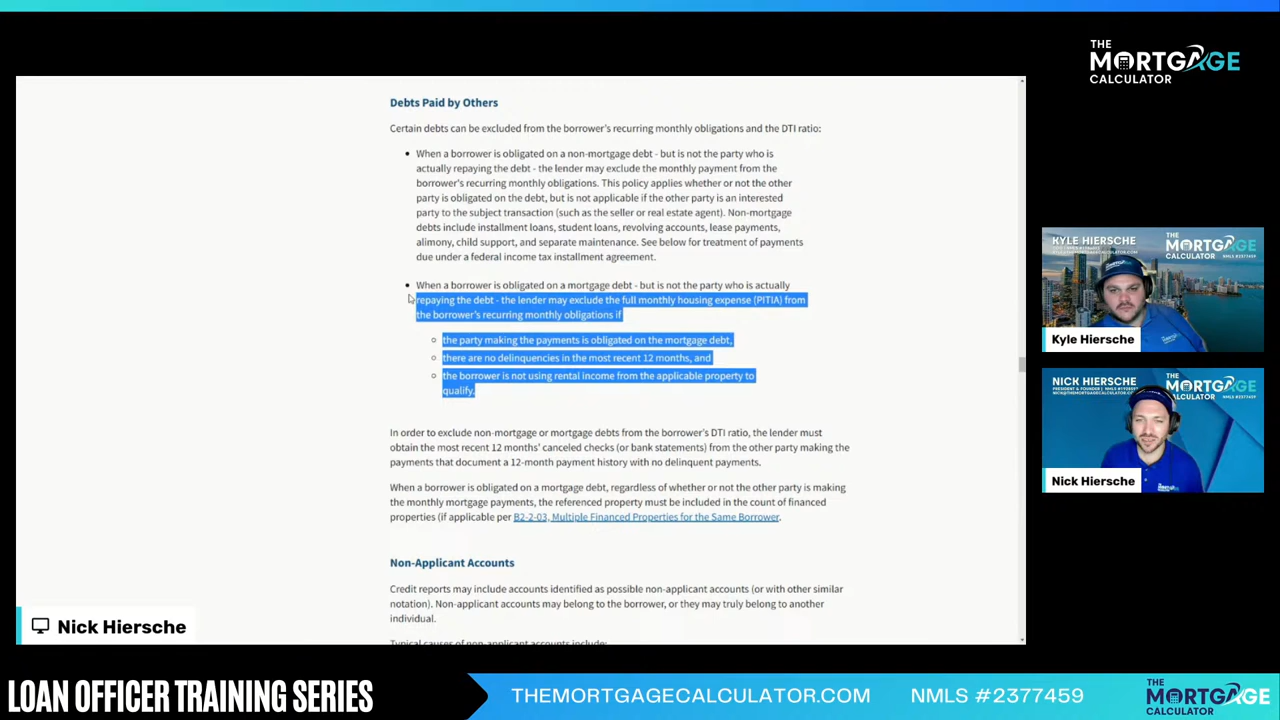 THE
MORTGAGE
CALCULATOR
Debts Paid by Others
Certain debts can be excluded from the borrower's recurring monthly obligations and the DTI ratio:
• When a borrower is obligated on a non-mortgage debt - but is not the party who is
actually repaying the debt - the lender may exclude the monthly payment from the
borrower's recurring monthly obligations. This policy applies whether or not the other
party is obligated on the debt, but is not applicable if the other party is an interested
party to the subject transaction (such as the seller or real estate agent). Non-mortgage
debts include installment loans, student loans, revolving accounts, lease payments,
alimony, child support, and separate maintenance. See below for treatment of payments
due under a federal income tax installment agreement.
• When a borrower is obligated on a mortgage debt - but is not the party who is actually
repaying the debt - the lender may exclude the full monthly housing expense (PITIA) from
the borrower's recurring monthly obligations if
○ the party making the payments is obligated on the mortgage debt,
○ there are no delinquencies in the most recent 12 months, and
○ the borrower is not using rental income from the applicable property to
qualify.
In order to exclude non-mortgage or mortgage debts from the borrower's DTI ratio, the lender must
obtain the most recent 12 months' canceled checks (or bank statements) from the other party making the
payments that document a 12-month payment history with no delinquent payments.
When a borrower is obligated on a mortgage debt, regardless of whether or not the other party is making
the monthly mortgage payments, the referenced property must be included in the count of financed
properties (if applicable per B2-2-03, Multiple Financed Properties for the Same Borrower.
Non-Applicant Accounts
Credit reports may include accounts identified as possible non-applicant accounts (or with other similar
notation). Non-applicant accounts may belong to the borrower, or they may truly belong to another
individual.
Typical causes of non-applicant accounts include:
Nick Hiersche
KYLE HIERSCHE
THE
MORTGAGE
CALCULATOR
NMLS #2377459
Kyle Hiersche
NICK HIERSCHE
THE
MORTGAGE
CALCULATOR
NMLS #2377459
Nick Hiersche
LOAN OFFICER TRAINING SERIES
THEMORTGAGECALCULATOR.COM
NMLS #2377459
THE
MORTGAGE
CALCULATOR